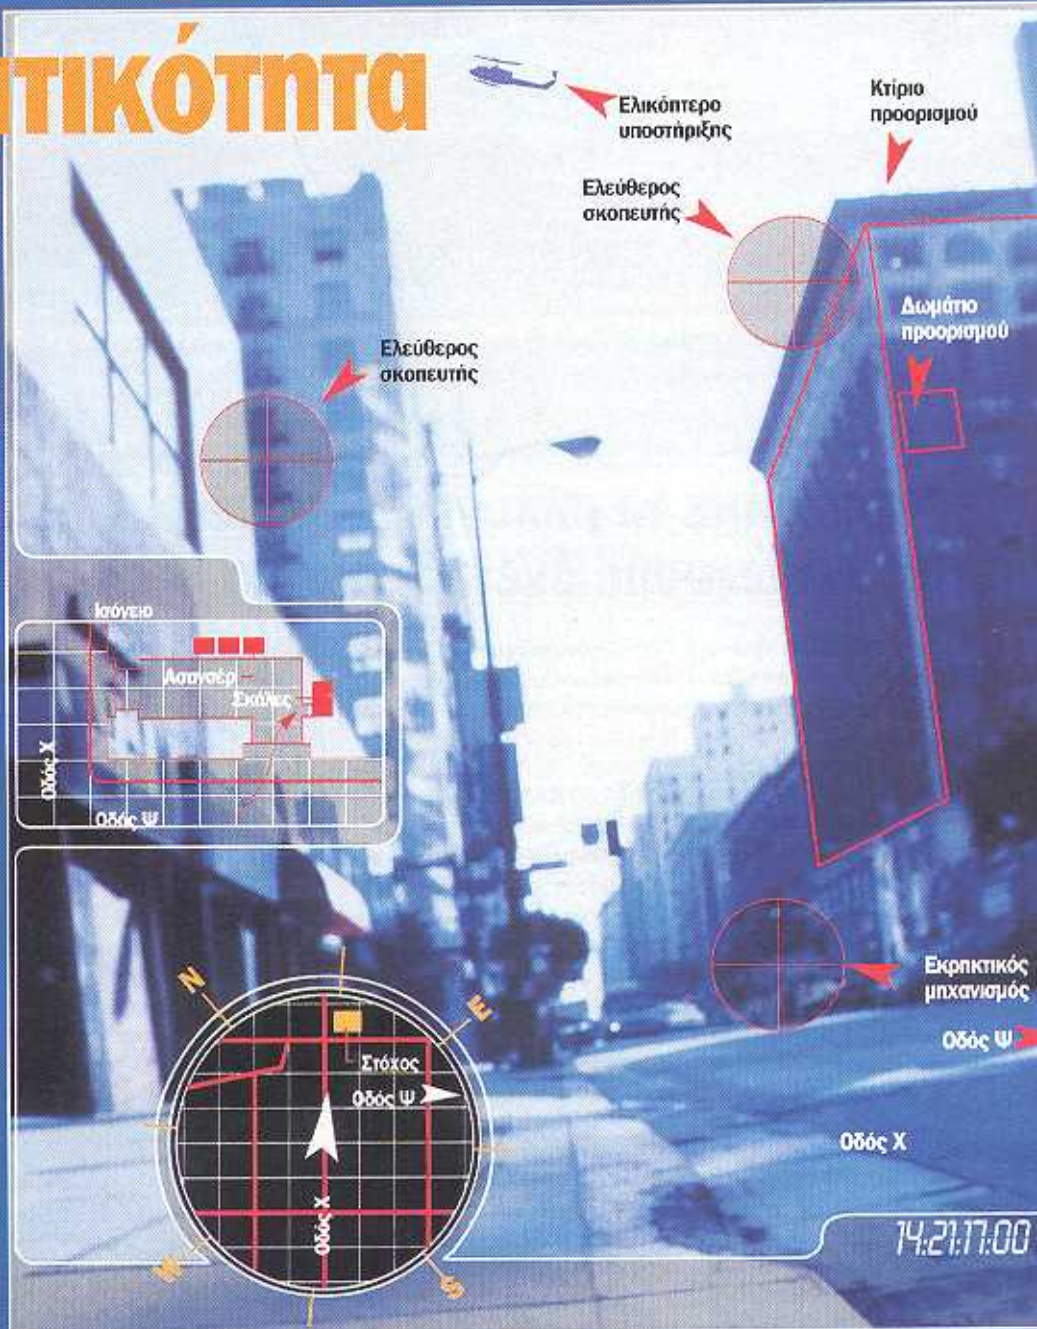 τικότητα
Ελικόπτερο
υποστήριξης
Κτίριο
προορισμού
Ελεύθερος
σκοπευτής
Δωμάτιο
προορισμού
Ελεύθερος
σκοπευτής
Ισόγειο
Ασανσέρ
Σκάλες
Οδός Χ
Οδός Ψ
Εκρηκτικός
μηχανισμός
Οδός Ψ
Οδός Χ
N
E
Στόχος
Οδός Ψ
Οδός Χ
W
S
14:21:17:00